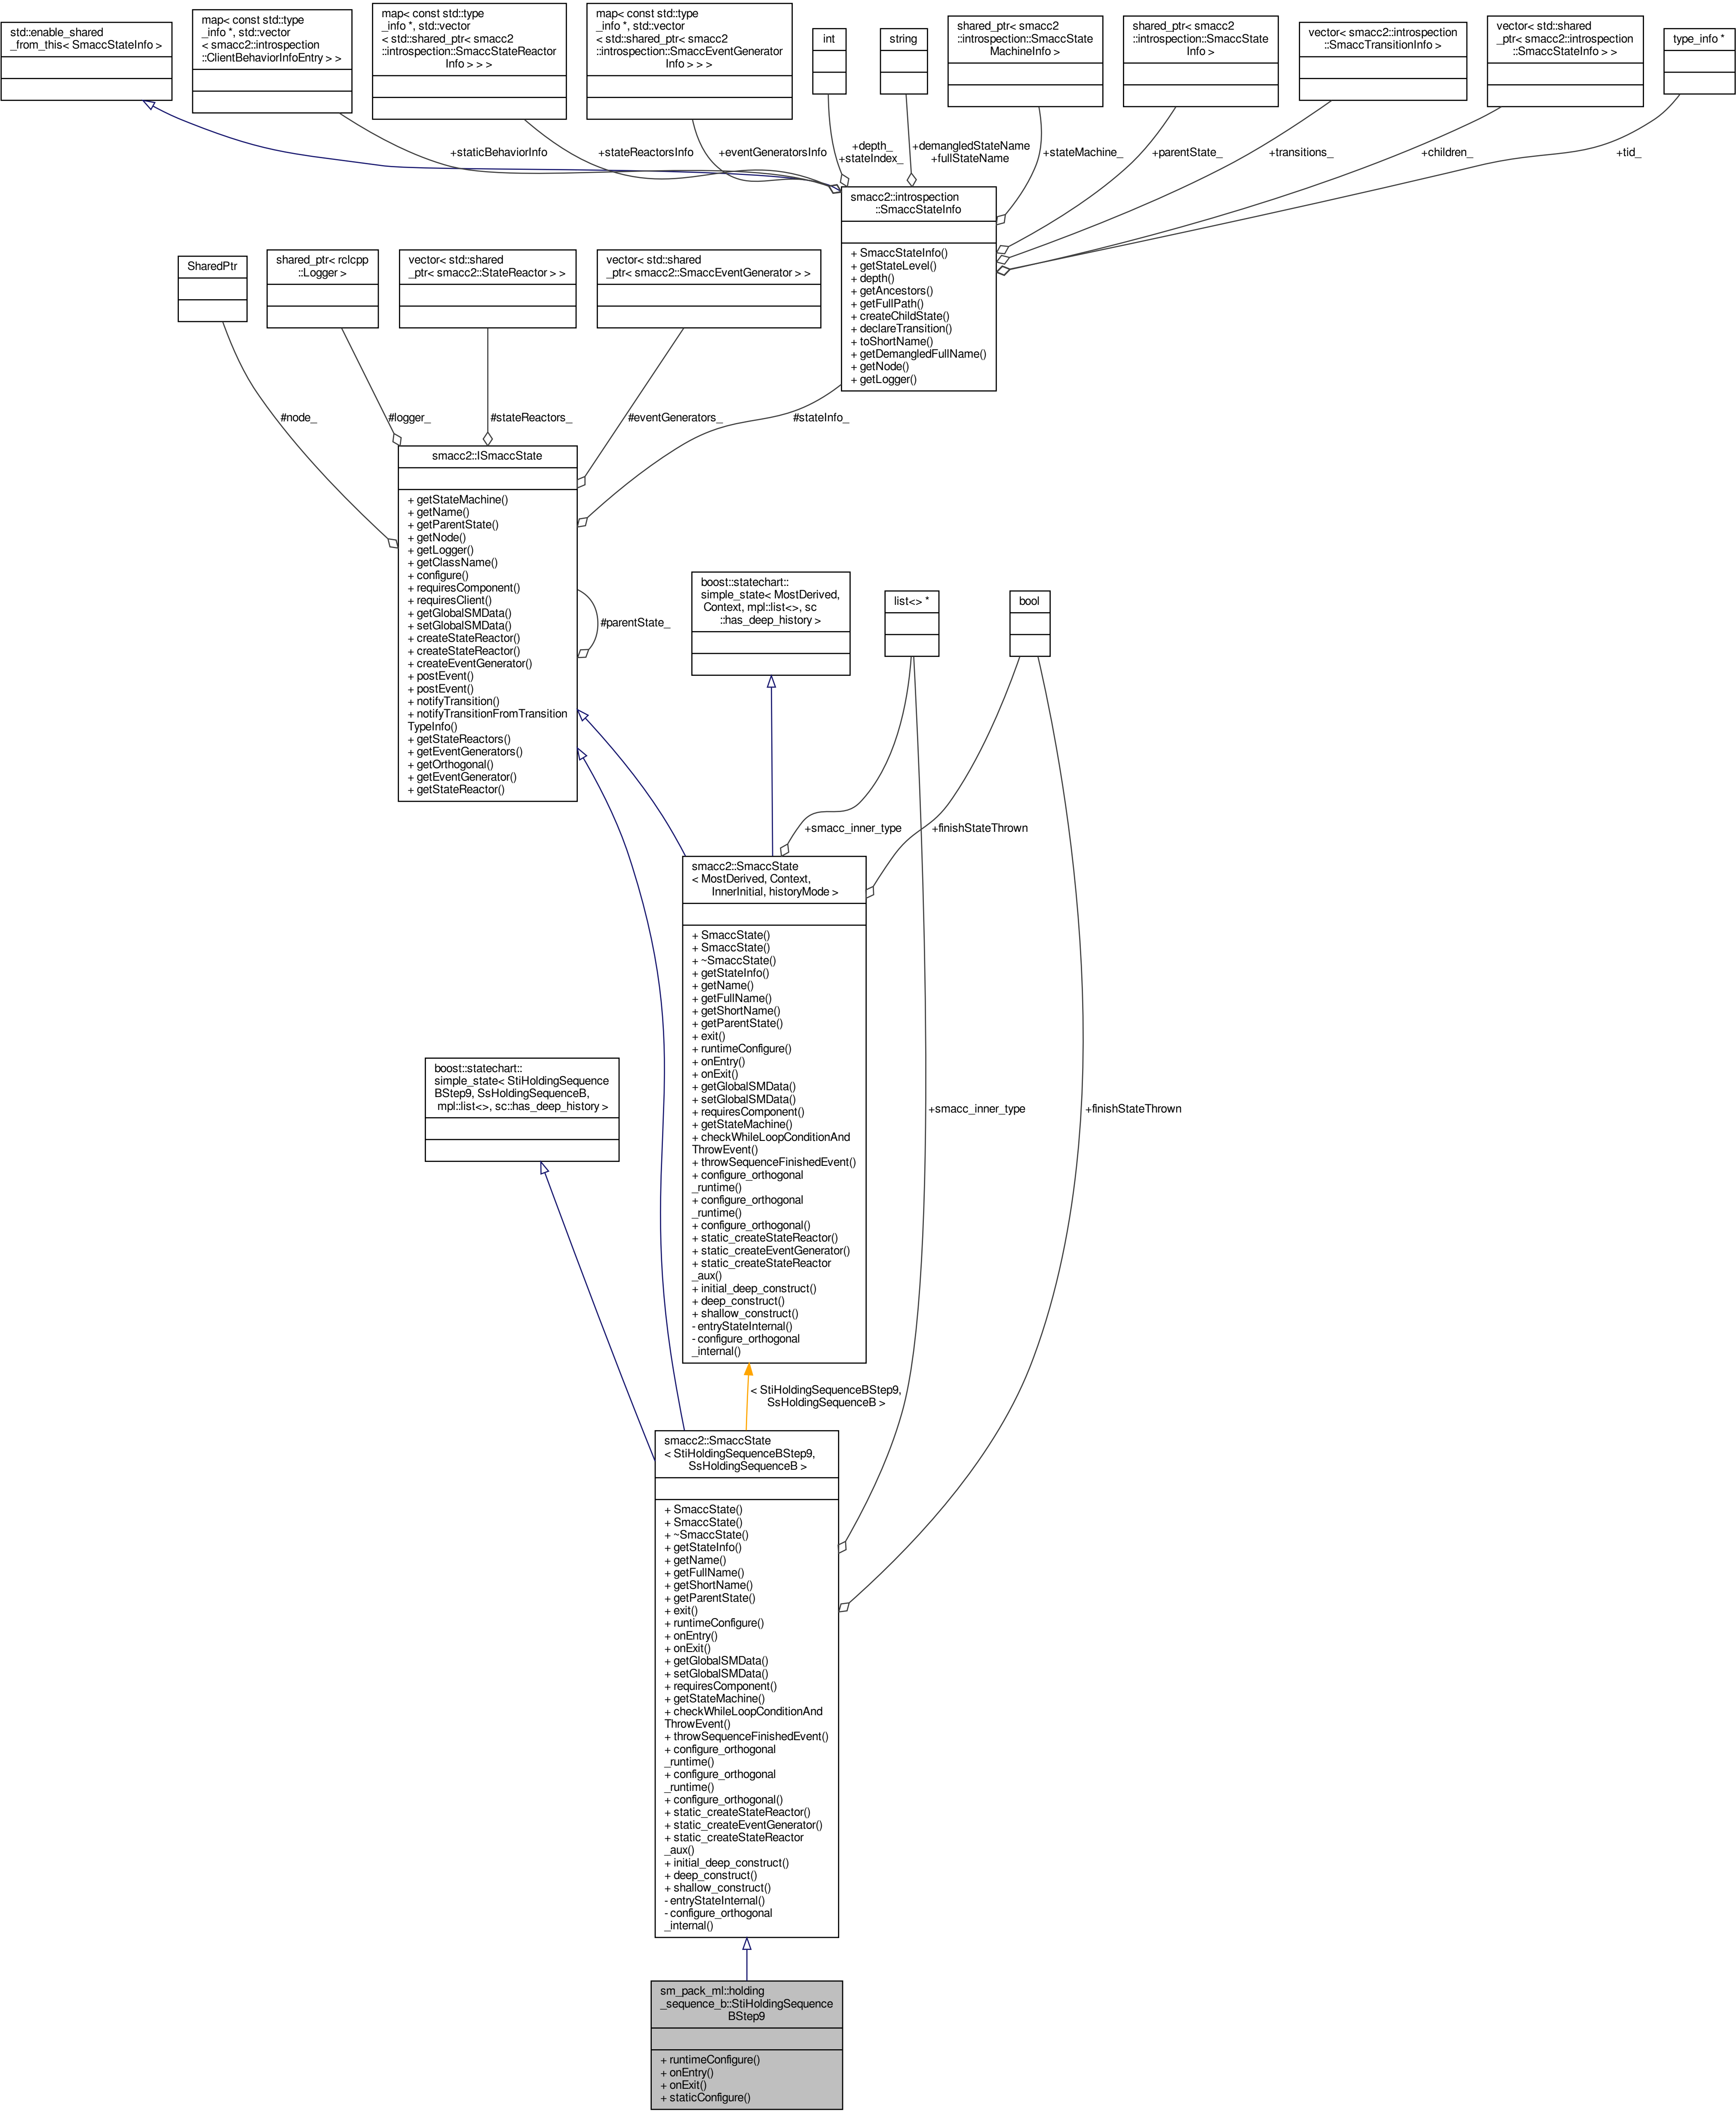 std::enable_shared
_from_this< SmaccStateInfo >
map< const std::type
_info *, std::vector
< smacc2::introspection
::ClientBehaviorInfoEntry > >
map< const std::type
_info *, std::vector
< std::shared_ptr< smacc2
::introspection::SmaccStateReactor
Info > > >
map< const std::type
_info *, std::vector
< std::shared_ptr< smacc2
::introspection::SmaccEventGenerator
Info > > >
int
string
shared_ptr< smacc2
::introspection::SmaccState
MachineInfo >
shared_ptr< smacc2
::introspection::SmaccState
Info >
vector< smacc2::introspection
::SmaccTransitionInfo >
vector< std::shared
_ptr< smacc2::introspection
::SmaccStateInfo > >
type_info *
+staticBehaviorInfo
+stateReactorsInfo
+eventGeneratorsInfo
+depth_
+stateIndex_
+demangledStateName
+fullStateName
+stateMachine_
+parentState_
+transitions_
+children_
+tid_
smacc2::introspection
::SmaccStateInfo
+ SmaccStateInfo()
+ getStateLevel()
+ depth()
+ getAncestors()
+ getFullPath()
+ createChildState()
+ declareTransition()
+ toShortName()
+ getDemangledFullName()
+ getNode()
+ getLogger()
SharedPtr
shared_ptr< rclcpp
::Logger >
vector< std::shared
_ptr< smacc2::StateReactor > >
vector< std::shared
_ptr< smacc2::SmaccEventGenerator > >
#node_
#logger_
#stateReactors_
#eventGenerators_
#stateInfo_
smacc2::ISmaccState
+ getStateMachine()
+ getName()
+ getParentState()
+ getNode()
+ getLogger()
+ getClassName()
+ configure()
+ requiresComponent()
+ requiresClient()
+ getGlobalSMData()
+ setGlobalSMData()
+ createStateReactor()
+ createStateReactor()
+ createEventGenerator()
+ postEvent()
+ postEvent()
+ notifyTransition()
+ notifyTransitionFromTransition
TypeInfo()
+ getStateReactors()
+ getEventGenerators()
+ getOrthogonal()
+ getEventGenerator()
+ getStateReactor()
#parentState_
boost::statechart::
simple_state< MostDerived,
Context, mpl::list<>, sc
::has_deep_history >
list<> *
bool
+smacc_inner_type
+finishStateThrown
smacc2::SmaccState
< MostDerived, Context,
InnerInitial, historyMode >
+ SmaccState()
+ SmaccState()
+ ~SmaccState()
+ getStateInfo()
+ getName()
+ getFullName()
+ getShortName()
+ getParentState()
+ exit()
+ runtimeConfigure()
+ onEntry()
+ onExit()
+ getGlobalSMData()
+ setGlobalSMData()
+ requiresComponent()
+ getStateMachine()
+ checkWhileLoopConditionAnd
ThrowEvent()
+ throwSequenceFinishedEvent()
+ configure_orthogonal
_runtime()
+ configure_orthogonal
_runtime()
+ configure_orthogonal()
+ static_createStateReactor()
+ static_createEventGenerator()
+ static_createStateReactor
_aux()
+ initial_deep_construct()
+ deep_construct()
+ shallow_construct()
- entryStateInternal()
- configure_orthogonal
_internal()
boost::statechart::
simple_state< StiHoldingSequence
BStep9, SsHoldingSequenceB,
mpl::list<>, sc::has_deep_history >
+smacc_inner_type
+finishStateThrown
< StiHoldingSequenceBStep9,
SsHoldingSequenceB >
smacc2::SmaccState
< StiHoldingSequenceBStep9,
SsHoldingSequenceB >
+ SmaccState()
+ SmaccState()
+ ~SmaccState()
+ getStateInfo()
+ getName()
+ getFullName()
+ getShortName()
+ getParentState()
+ exit()
+ runtimeConfigure()
+ onEntry()
+ onExit()
+ getGlobalSMData()
+ setGlobalSMData()
+ requiresComponent()
+ getStateMachine()
+ checkWhileLoopConditionAnd
ThrowEvent()
+ throwSequenceFinishedEvent()
+ configure_orthogonal
_runtime()
+ configure_orthogonal
_runtime()
+ configure_orthogonal()
+ static_createStateReactor()
+ static_createEventGenerator()
+ static_createStateReactor
_aux()
+ initial_deep_construct()
+ deep_construct()
+ shallow_construct()
- entryStateInternal()
- configure_orthogonal
_internal()
sm_pack_ml::holding
_sequence_b::StiHoldingSequence
BStep9
+ runtimeConfigure()
+ onEntry()
+ onExit()
+ staticConfigure()